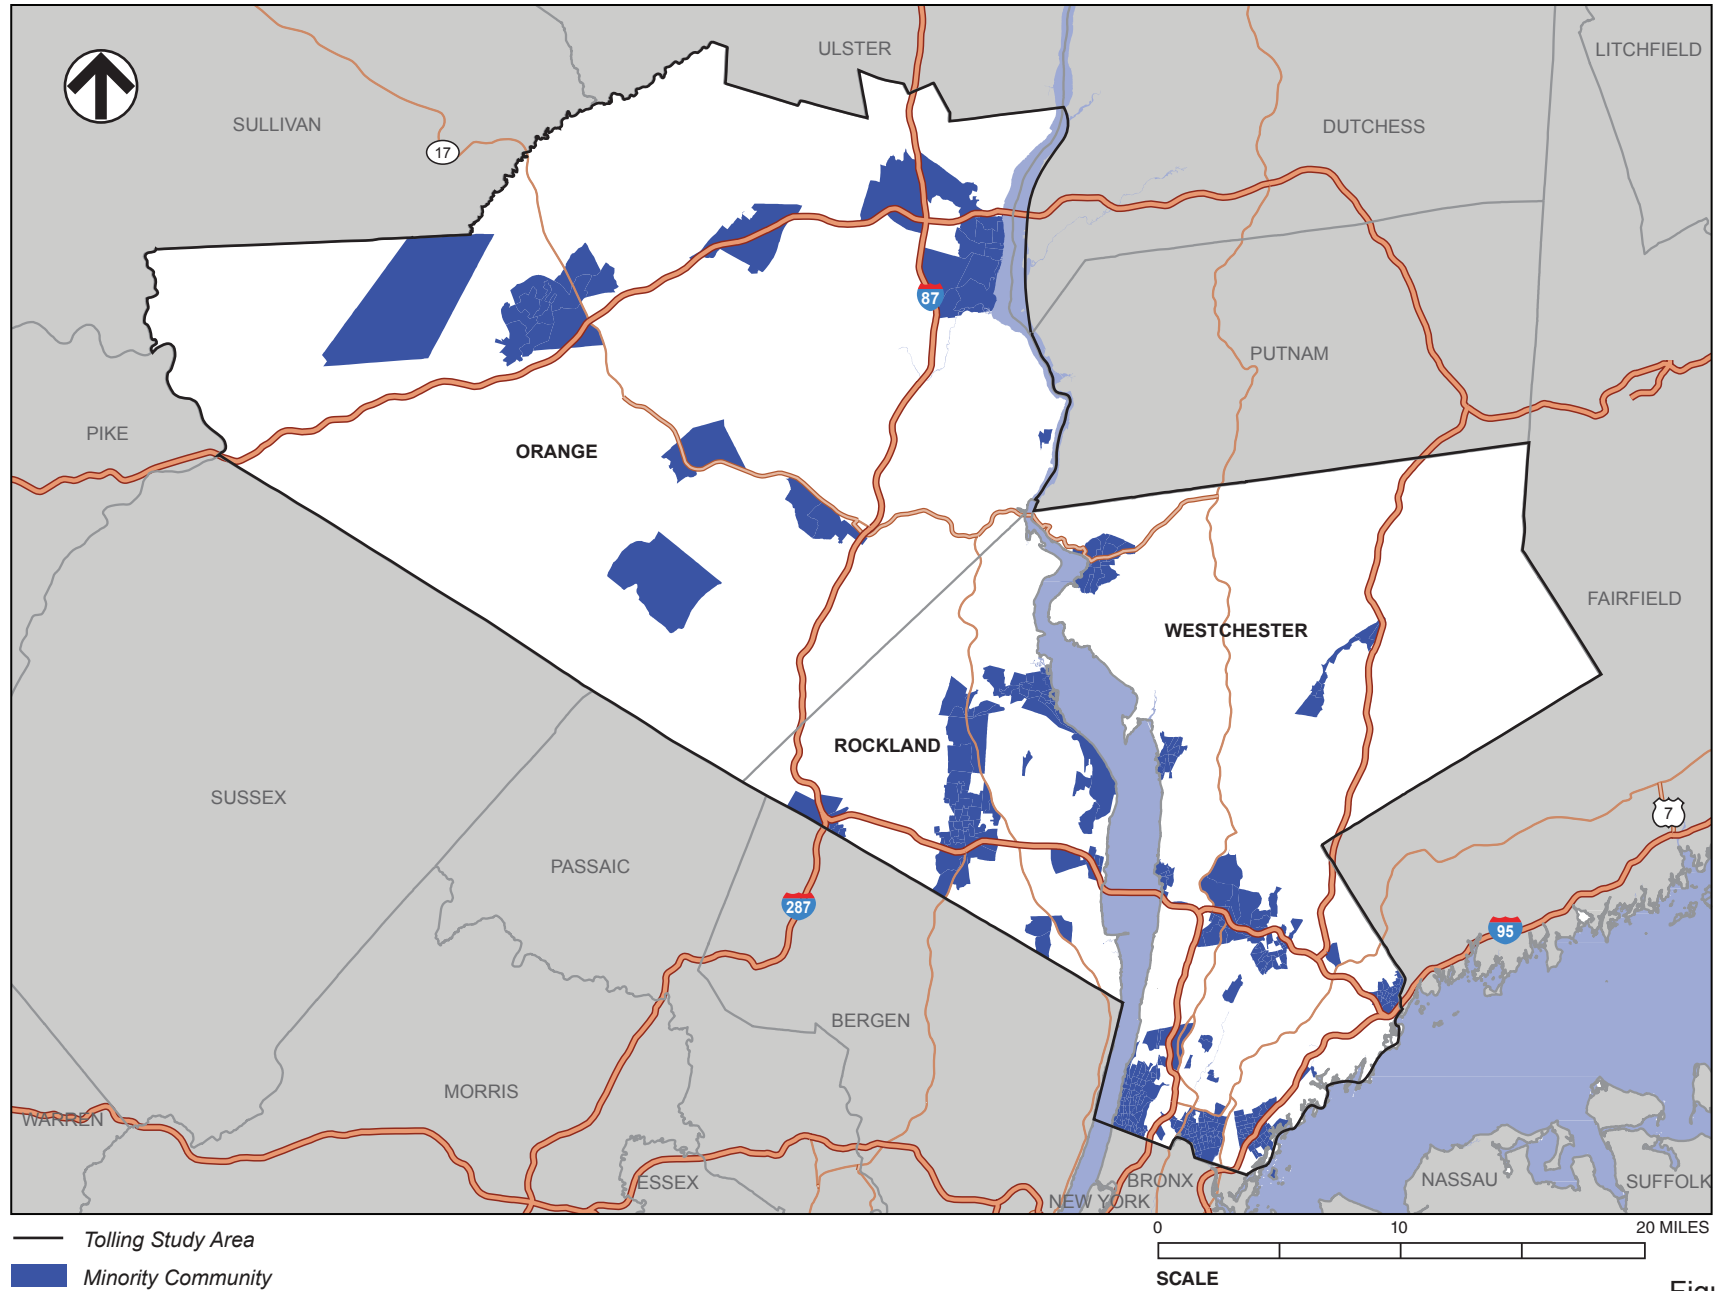 ULSTER
LITCHFIELD
SULLIVAN
17
DUTCHESS
87
PUTNAM
PIKE
ORANGE
FAIRFIELD
WESTCHESTER
ROCKLAND
SUSSEX
7
PASSAIC
287
95
BERGEN
MORRIS
WARREN
ESSEX
BRONX
NASSAU
SUFFOLK
NEW YORK
Tolling Study Area
Minority Community
0 10 20 MILES
SCALE